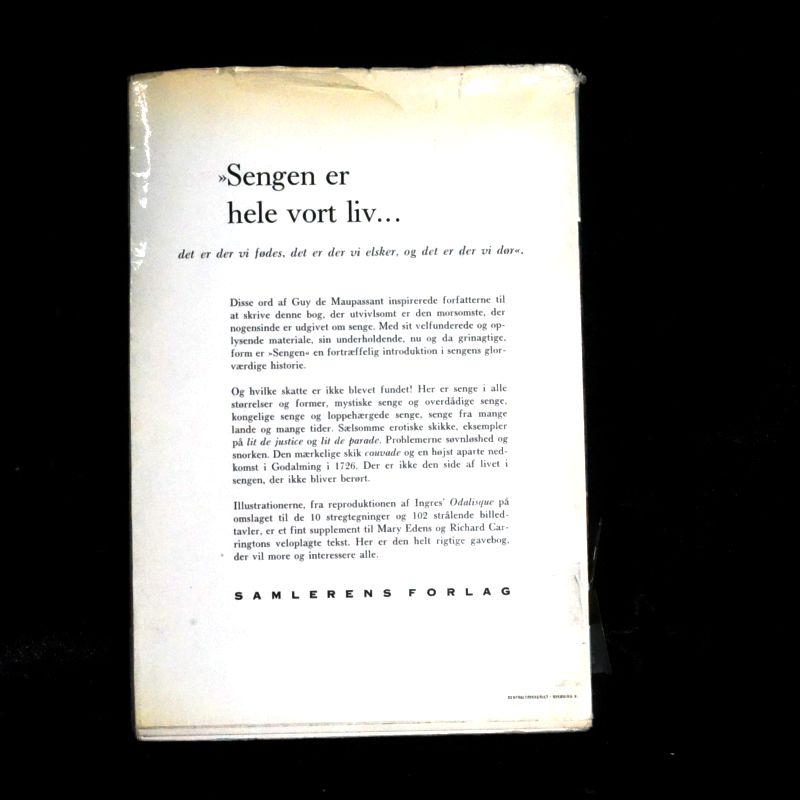 »Sengen er
hele vort liv...
det er der vi fødes, det er der vi elsker, og det er der vi dør«.
Disse ord af Guy de Maupassant inspirerede forfatterne til
at skrive denne bog, der utvivlsomt er den morsomste, der
nogensinde er udgivet om senge. Med sit velfunderede og op-
lysende materiale, sin underholdende, nu og da grinagtige,
form er »Sengen« en fortræffelig introduktion i sengens glor-
værdige historie.
Og hvilke skatte er ikke blevet fundet! Her er senge i alle
størrelser og former, mystiske senge og overdådige senge,
kongelige senge og loppehærgede senge, senge fra mange
lande og mange tider. Sælsomme erotiske skikke, eksempler
på lit de justice og lit de parade. Problemerne søvnløshed og
snorken. Den mærkelige skik couvade og en højst aparte ned-
komst i Godalming i 1726. Der er ikke den side af livet i
sengen, der ikke bliver berørt.
Illustrationerne, fra reproduktionen af Ingres' Odalisque på
omslaget til de 10 stregtegninger og 102 strålende billed-
tavler, er et fint supplement til Mary Edens og Richard Car-
ringtons veloplagte tekst. Her er den helt rigtige gavebog,
der vil more og interessere alle.
SAMLERENS FORLAG